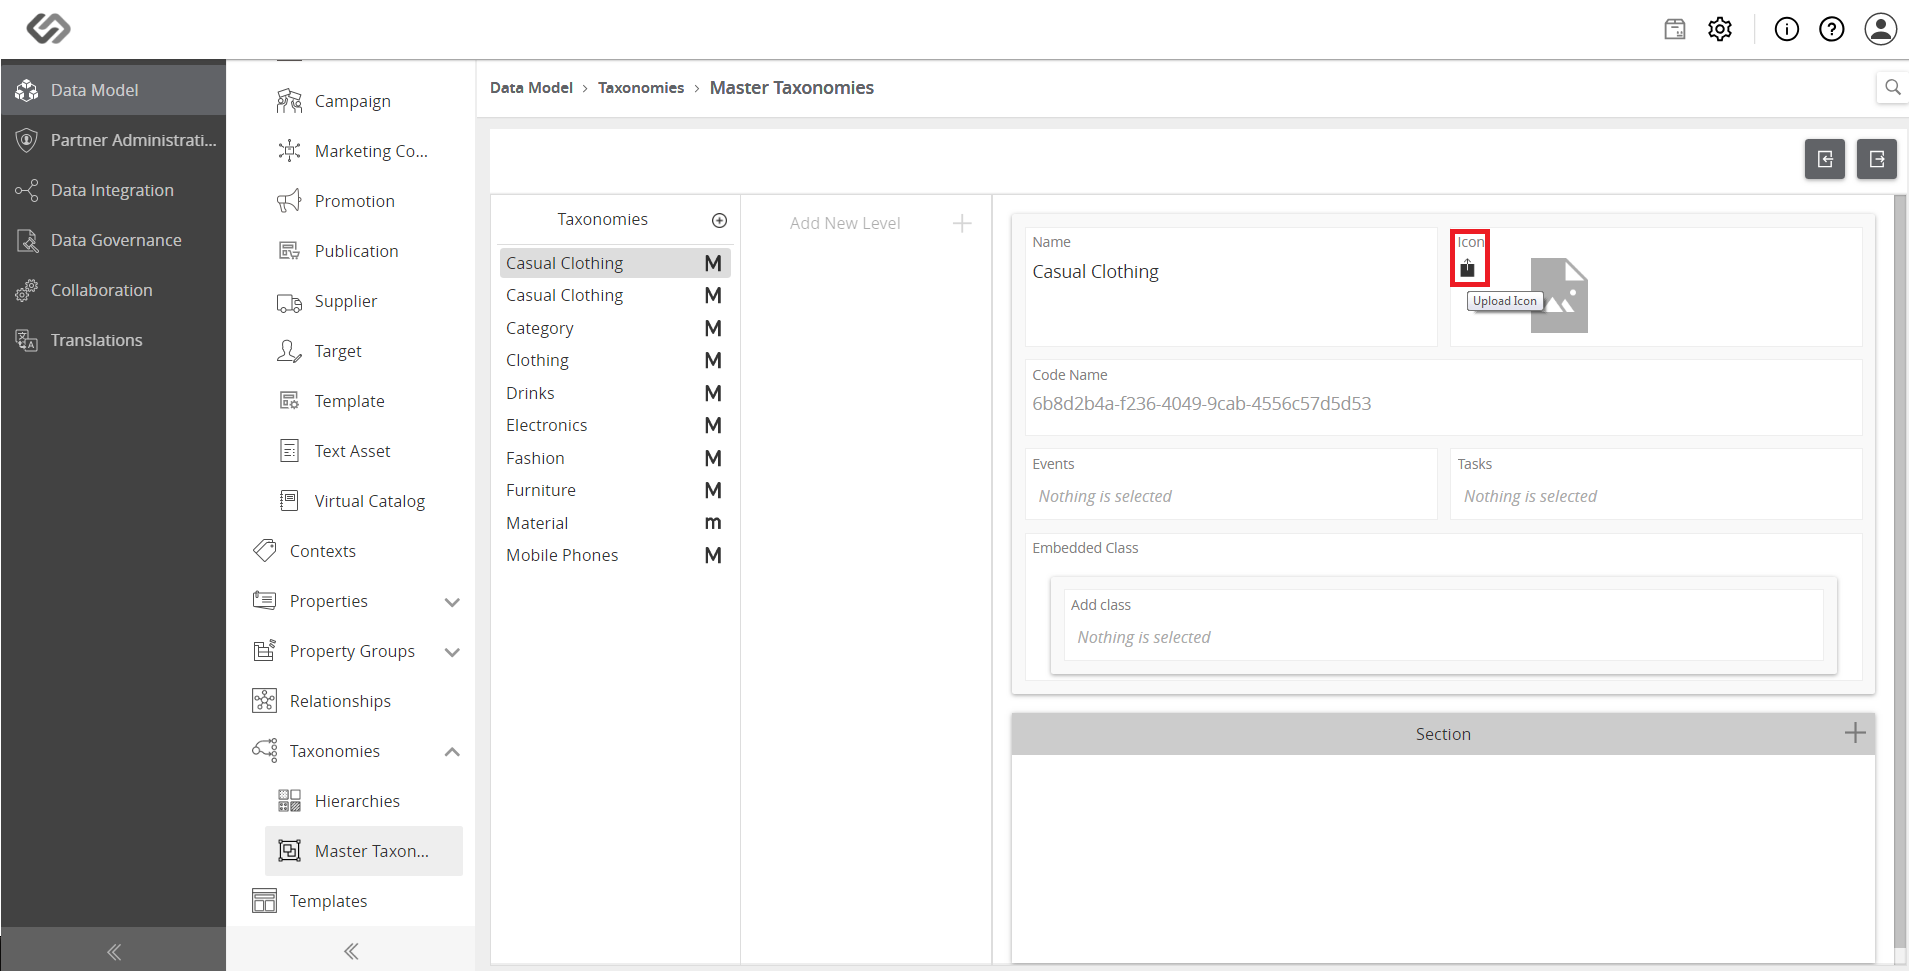 Data Model
Partner Administrati...
Data Integration
Data Governance
Collaboration
Translations
Campaign
Marketing Co...
Promotion
Publication
Supplier
Target
Template
Text Asset
Virtual Catalog
Contexts
Properties
Property Groups
Relationships
Taxonomies
Hierarchies
Master Taxon...
Templates
Data Model › Taxonomies › Master Taxonomies
Taxonomies
Casual Clothing M
Casual Clothing M
Category M
Clothing M
Drinks M
Electronics M
Fashion M
Furniture M
Material m
Mobile Phones M
Add New Level
Name
Casual Clothing
Icon
Upload Icon
Code Name
6b8d2b4a-f236-4049-9cab-4556c57d5d53
Events
Nothing is selected
Tasks
Nothing is selected
Embedded Class
Add class
Nothing is selected
Section